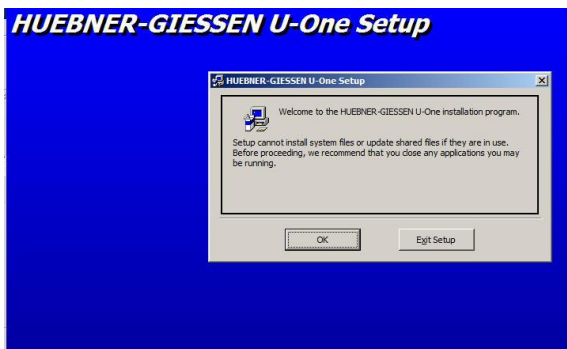 HUEBNER-GIESSEN U-One Setup
HUEBNER-GIESSEN U-One Setup
Welcome to the HUEBNER-GIESSEN U-One installation program.
Setup cannot install system files or update shared files if they are in use.
Before proceeding, we recommend that you close any applications you may
be running.
OK
Exit Setup